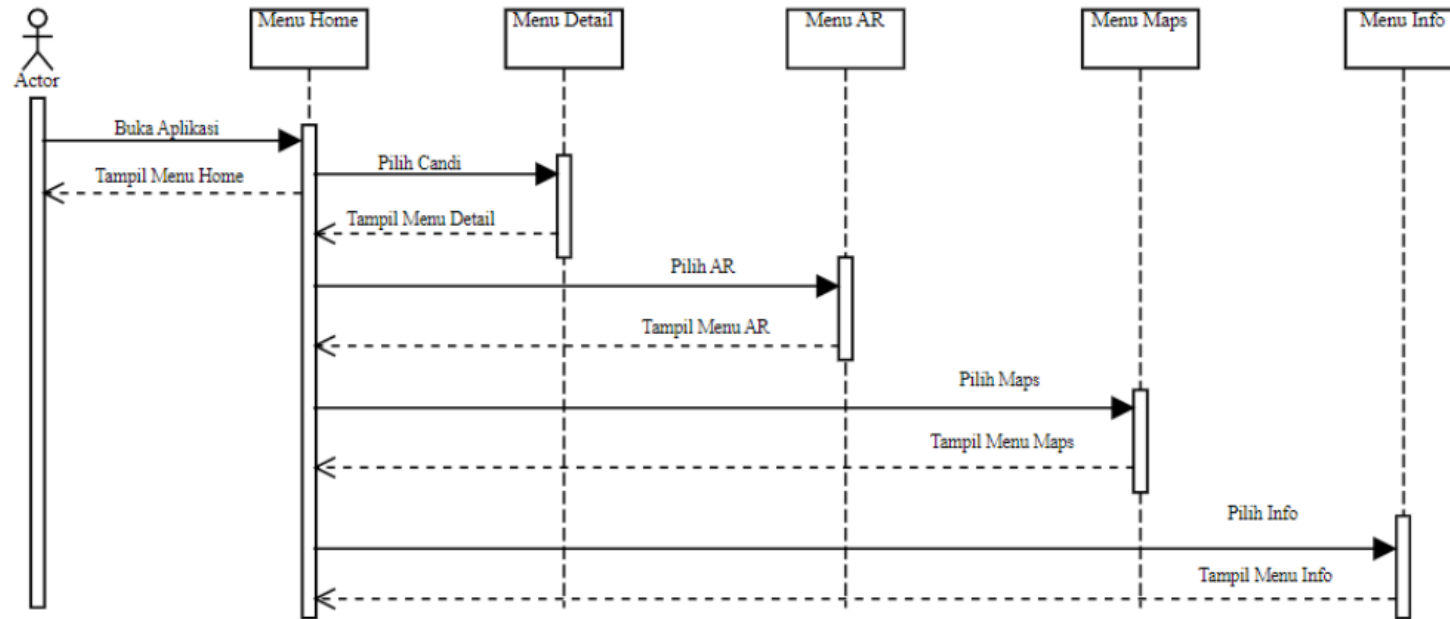 Menu Home
Menu Detail
Menu AR
Menu Maps
Menu Info
Actor
Buka Aplikasi
Pilih Candi
Tampil Menu Home
Tampil Menu Detail
Pilih AR
Tampil Menu AR
Pilih Maps
Tampil Menu Maps
Pilih Info
Tampil Menu Info